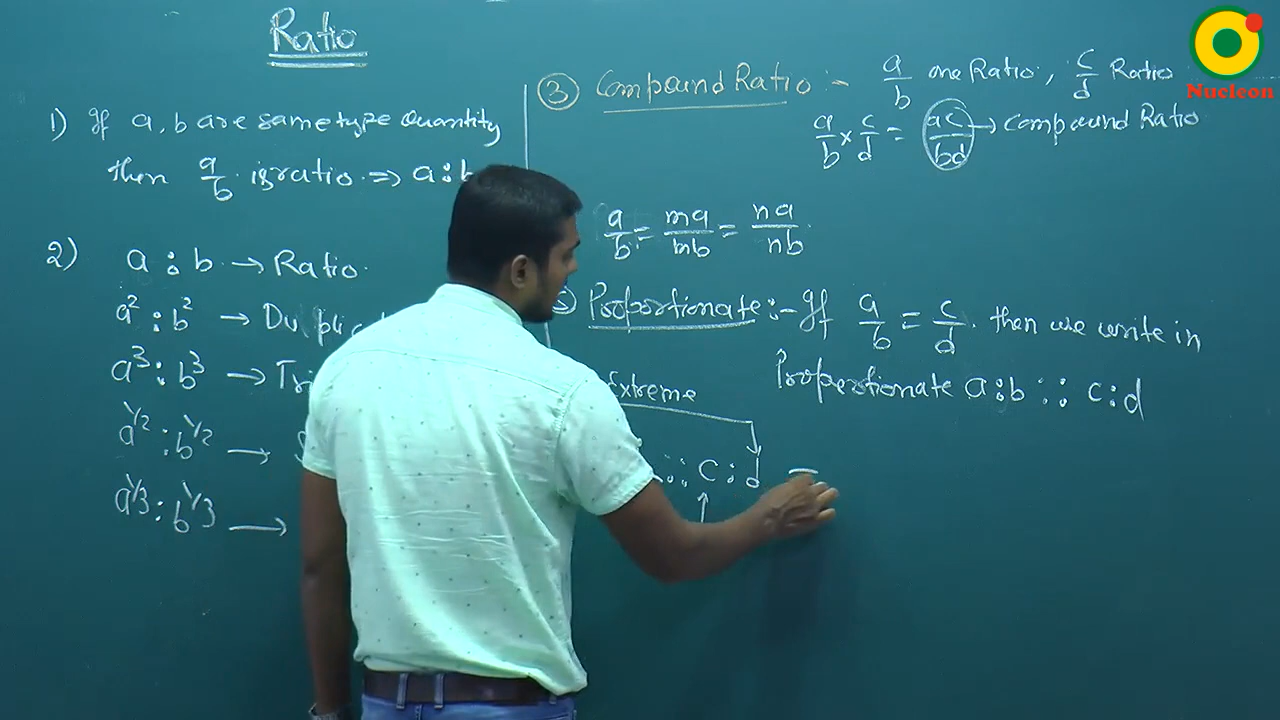 Ratio
1) If a, b are same type Quantity
then a/b is ratio => a:b
2) a : b → Ratio.
a² : b² →
a³ : b³ →
a^1/2 : b^1/2 →
a^1/3 : b^1/3 →
③ Compound Ratio :- a/b one Ratio, c/d Ratio
a/b × c/d = ac/bd → Compound Ratio
a/b = ma/mb = na/nb
Proportionate :- If a/b = c/d. then we write in
Proportionate a:b :: c:d
Extreme
:: c : d =
Nucleon